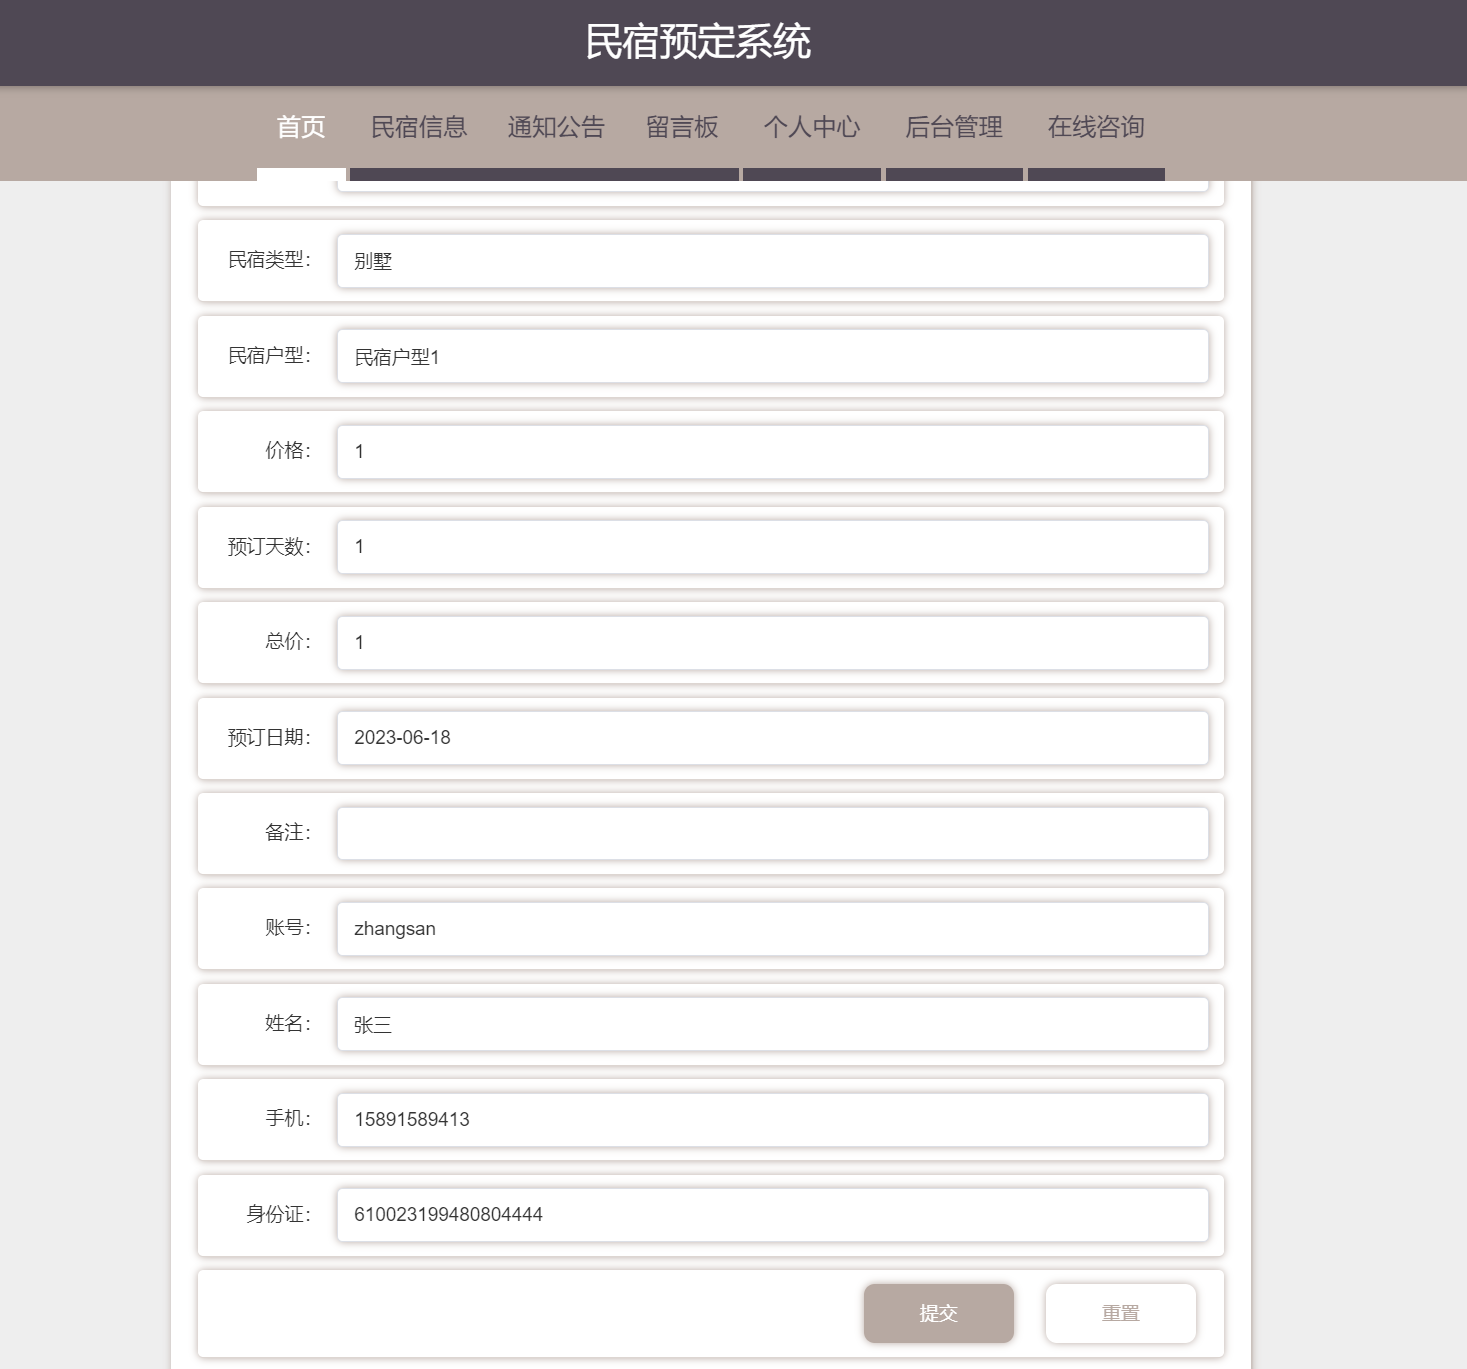 民宿预定系统
首页 民宿信息 通知公告 留言板 个人中心 后台管理 在线咨询
民宿类型： 别墅
民宿户型： 民宿户型1
价格： 1
预订天数： 1
总价： 1
预订日期： 2023-06-18
备注：
账号： zhangsan
姓名： 张三
手机： 15891589413
身份证： 610023199480804444
提交 重置